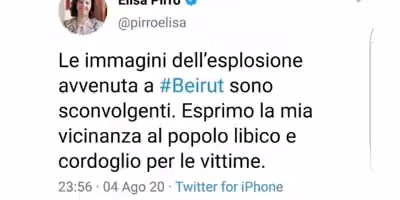 Elisa Pirro
@pirroelisa
Le immagini dell'esplosione
avvenuta a #Beirut sono
sconvolgenti. Esprimo la mia
vicinanza al popolo libico e
cordoglio per le vittime.
23:56 · 04 Ago 20 · Twitter for iPhone